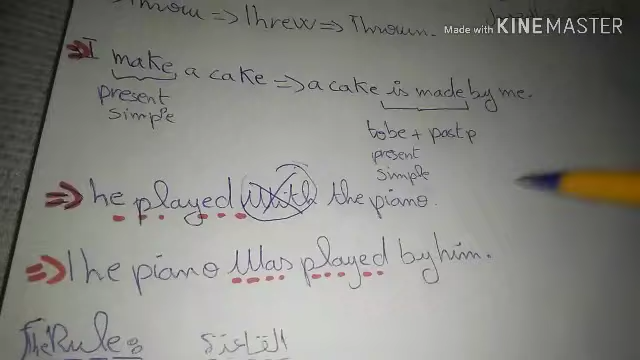 Throw => Threw => Thrown.
Made with KINEMASTER
=> I make a cake => a cake is made by me.
present
simple
to be + past p
present
simple
=> he played with the piano.
=> The piano was played by him.
The Rule: القاعدة